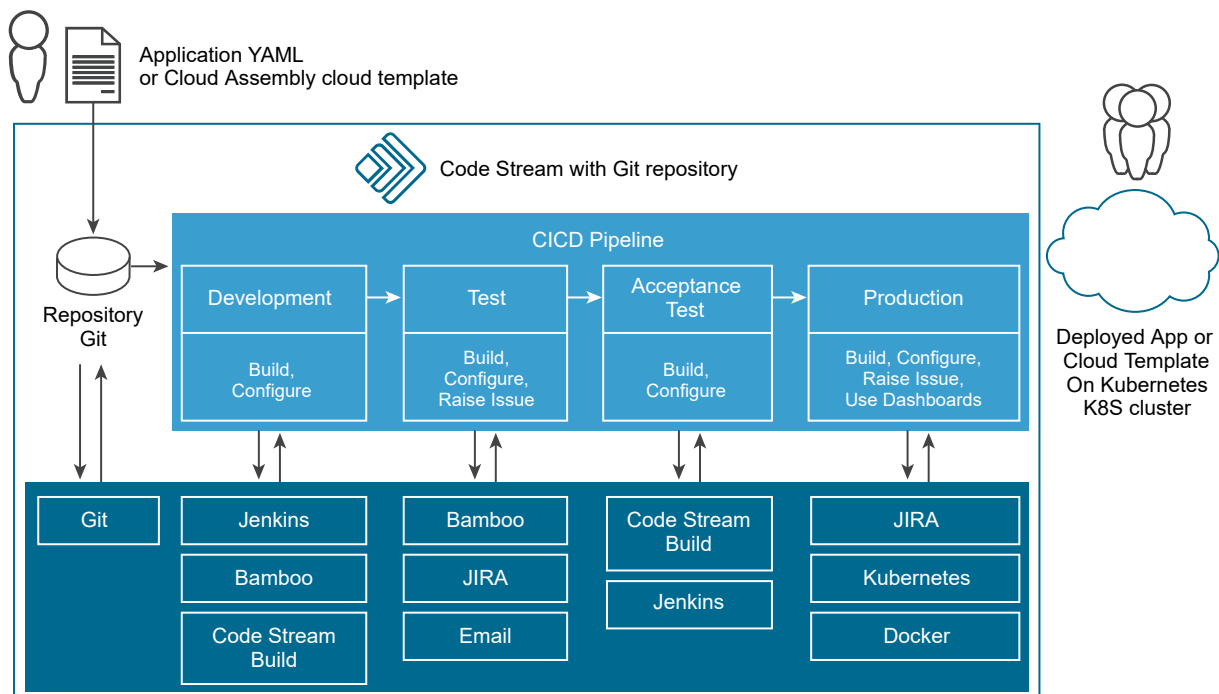 Application YAML
or Cloud Assembly cloud template
Code Stream with Git repository
CICD Pipeline
Repository
Git
Development
Build,
Configure
Test
Build,
Configure,
Raise Issue
Acceptance
Test
Build,
Configure
Production
Build, Configure,
Raise Issue,
Use Dashboards
Deployed App or
Cloud Template
On Kubernetes
K8S cluster
Git
Jenkins
Bamboo
Code Stream
Build
Bamboo
JIRA
Email
Code Stream
Build
Jenkins
JIRA
Kubernetes
Docker